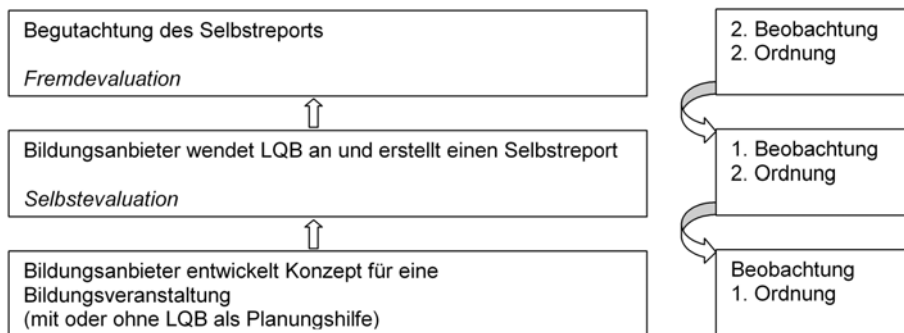 Begutachtung des Selbstreports
Fremdevaluation
2. Beobachtung
2. Ordnung
Bildungsanbieter wendet LQB an und erstellt einen Selbstreport
Selbstevaluation
1. Beobachtung
2. Ordnung
Bildungsanbieter entwickelt Konzept für eine
Bildungsveranstaltung
(mit oder ohne LQB als Planungshilfe)
Beobachtung
1. Ordnung